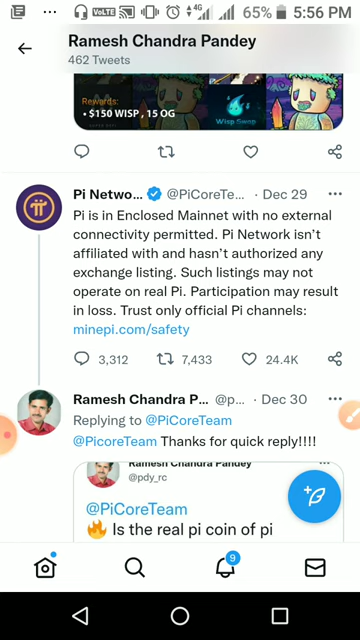 65% 5:56 PM
Ramesh Chandra Pandey
462 Tweets
Rewards:
• $150 WISP , 15 OG
Wisp Swap
Pi Netwo... @PiCoreTe... · Dec 29
Pi is in Enclosed Mainnet with no external
connectivity permitted. Pi Network isn't
affiliated with and hasn't authorized any
exchange listing. Such listings may not
operate on real Pi. Participation may result
in loss. Trust only official Pi channels:
minepi.com/safety
3,312 7,433 24.4K
Ramesh Chandra P... @p... · Dec 30
Replying to @PiCoreTeam
@PicoreTeam Thanks for quick reply!!!!
Ramesh Chandra Pandey
@pdy_rc
@PiCoreTeam
🔥 Is the real pi coin of pi
9